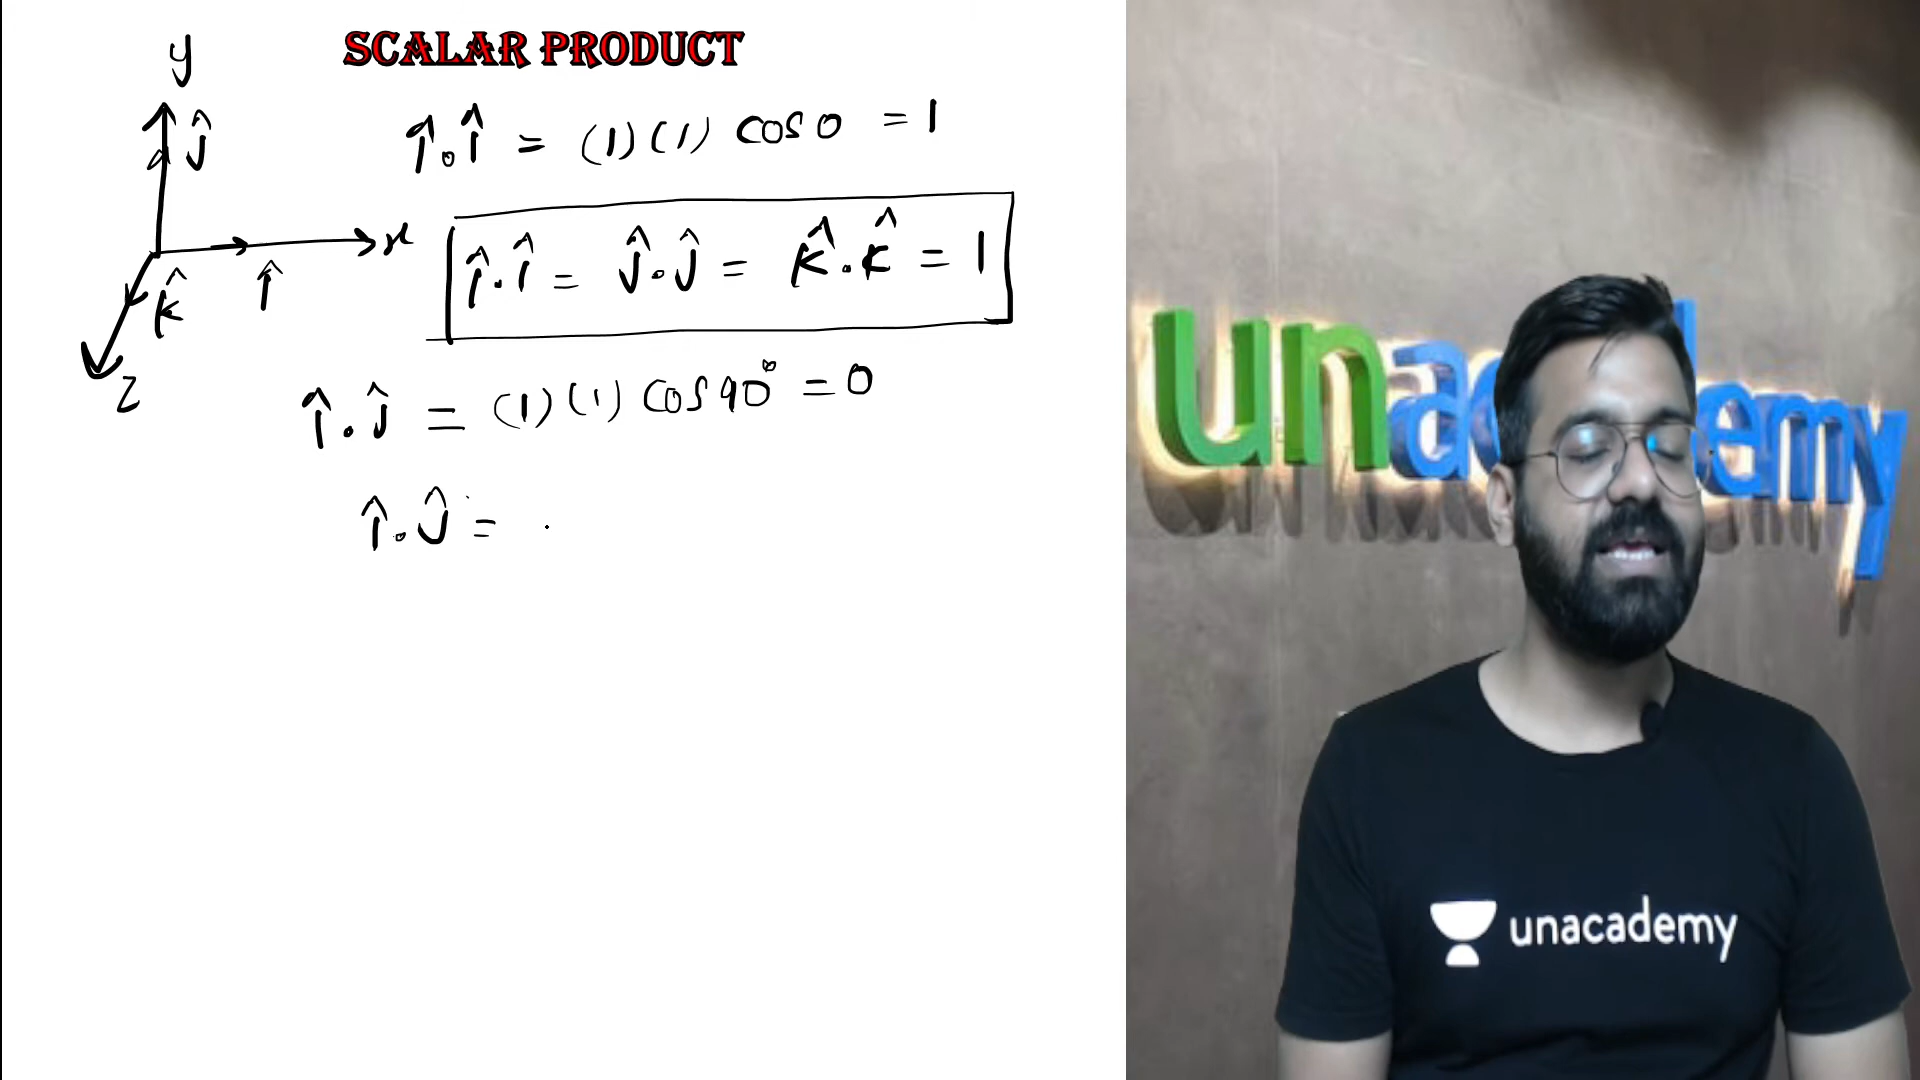 SCALAR PRODUCT
y
ĵ
î.î = (1)(1) cos 0 = 1
x
î
k̂
z
î.î = ĵ.ĵ = k̂.k̂ = 1
î.ĵ = (1)(1) cos 90° = 0
î.ĵ =
unacademy
unacademy